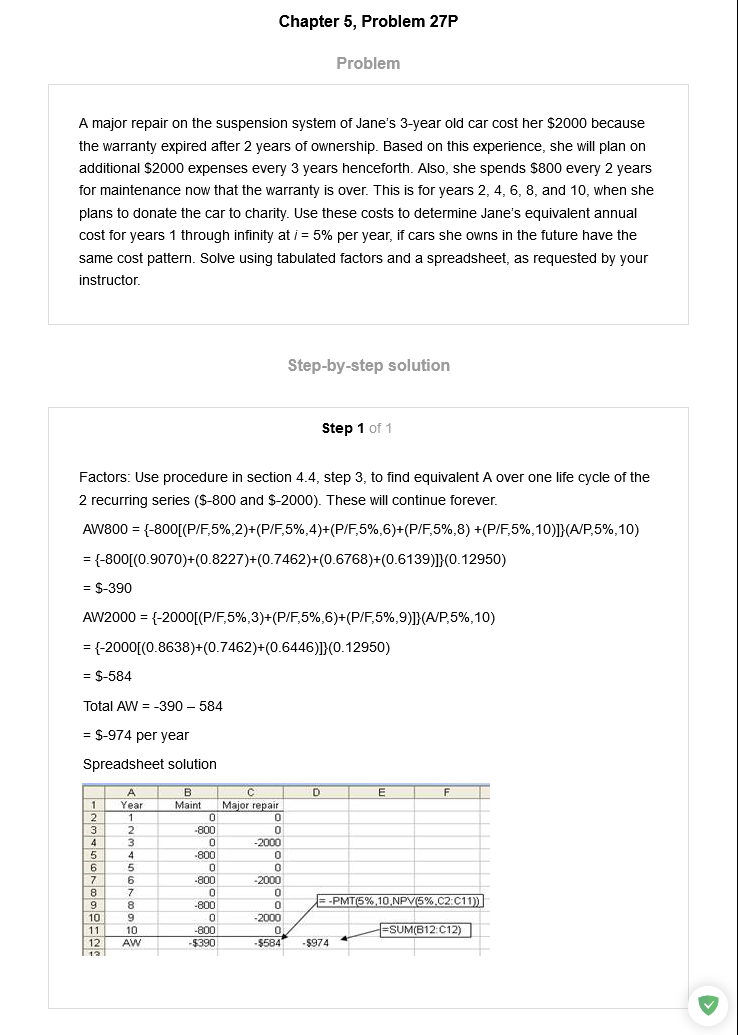 Chapter 5, Problem 27P
Problem
A major repair on the suspension system of Jane's 3-year old car cost her $2000 because
the warranty expired after 2 years of ownership. Based on this experience, she will plan on
additional $2000 expenses every 3 years henceforth. Also, she spends $800 every 2 years
for maintenance now that the warranty is over. This is for years 2, 4, 6, 8, and 10, when she
plans to donate the car to charity. Use these costs to determine Jane's equivalent annual
cost for years 1 through infinity at i = 5% per year, if cars she owns in the future have the
same cost pattern. Solve using tabulated factors and a spreadsheet, as requested by your
instructor.
Step-by-step solution
Step 1 of 1
Factors: Use procedure in section 4.4, step 3, to find equivalent A over one life cycle of the
2 recurring series ($-800 and $-2000). These will continue forever.
AW800 = {-800[(P/F,5%,2)+(P/F,5%,4)+(P/F,5%,6)+(P/F,5%,8) +(P/F,5%,10)]}(A/P,5%,10)
= {-800[(0.9070)+(0.8227)+(0.7462)+(0.6768)+(0.6139)]}(0.12950)
= $-390
AW2000 = {-2000[(P/F,5%,3)+(P/F,5%,6)+(P/F,5%,9)]}(A/P,5%,10)
= {-2000[(0.8638)+(0.7462)+(0.6446)]}(0.12950)
= $-584
Total AW = -390 – 584
= $-974 per year
Spreadsheet solution
A B C D E F
1 Year Maint Major repair
2 1 0 0
3 2 -800 0
4 3 0 -2000
5 4 -800 0
6 5 0 0
7 6 -800 -2000
8 7 0 0
9 8 -800 0 = -PMT(5%,10,NPV(5%,C2:C11))
10 9 0 -2000
11 10 -800 0 =SUM(B12:C12)
12 AW -$390 -$584 -$974
13